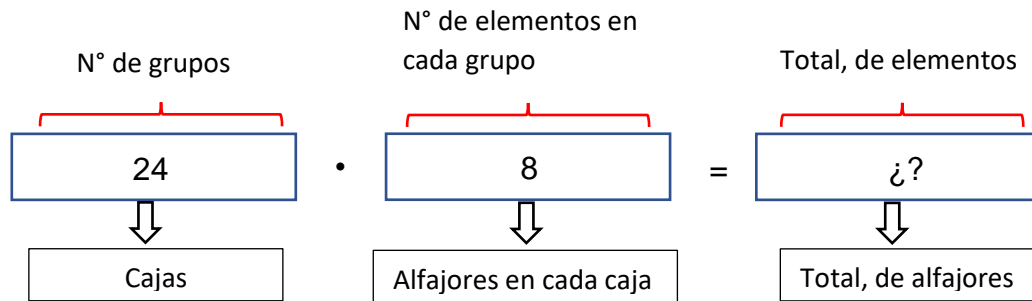 N° de grupos
N° de elementos en
cada grupo
Total, de elementos
24 · 8 = ¿?
Cajas
Alfajores en cada caja
Total, de alfajores